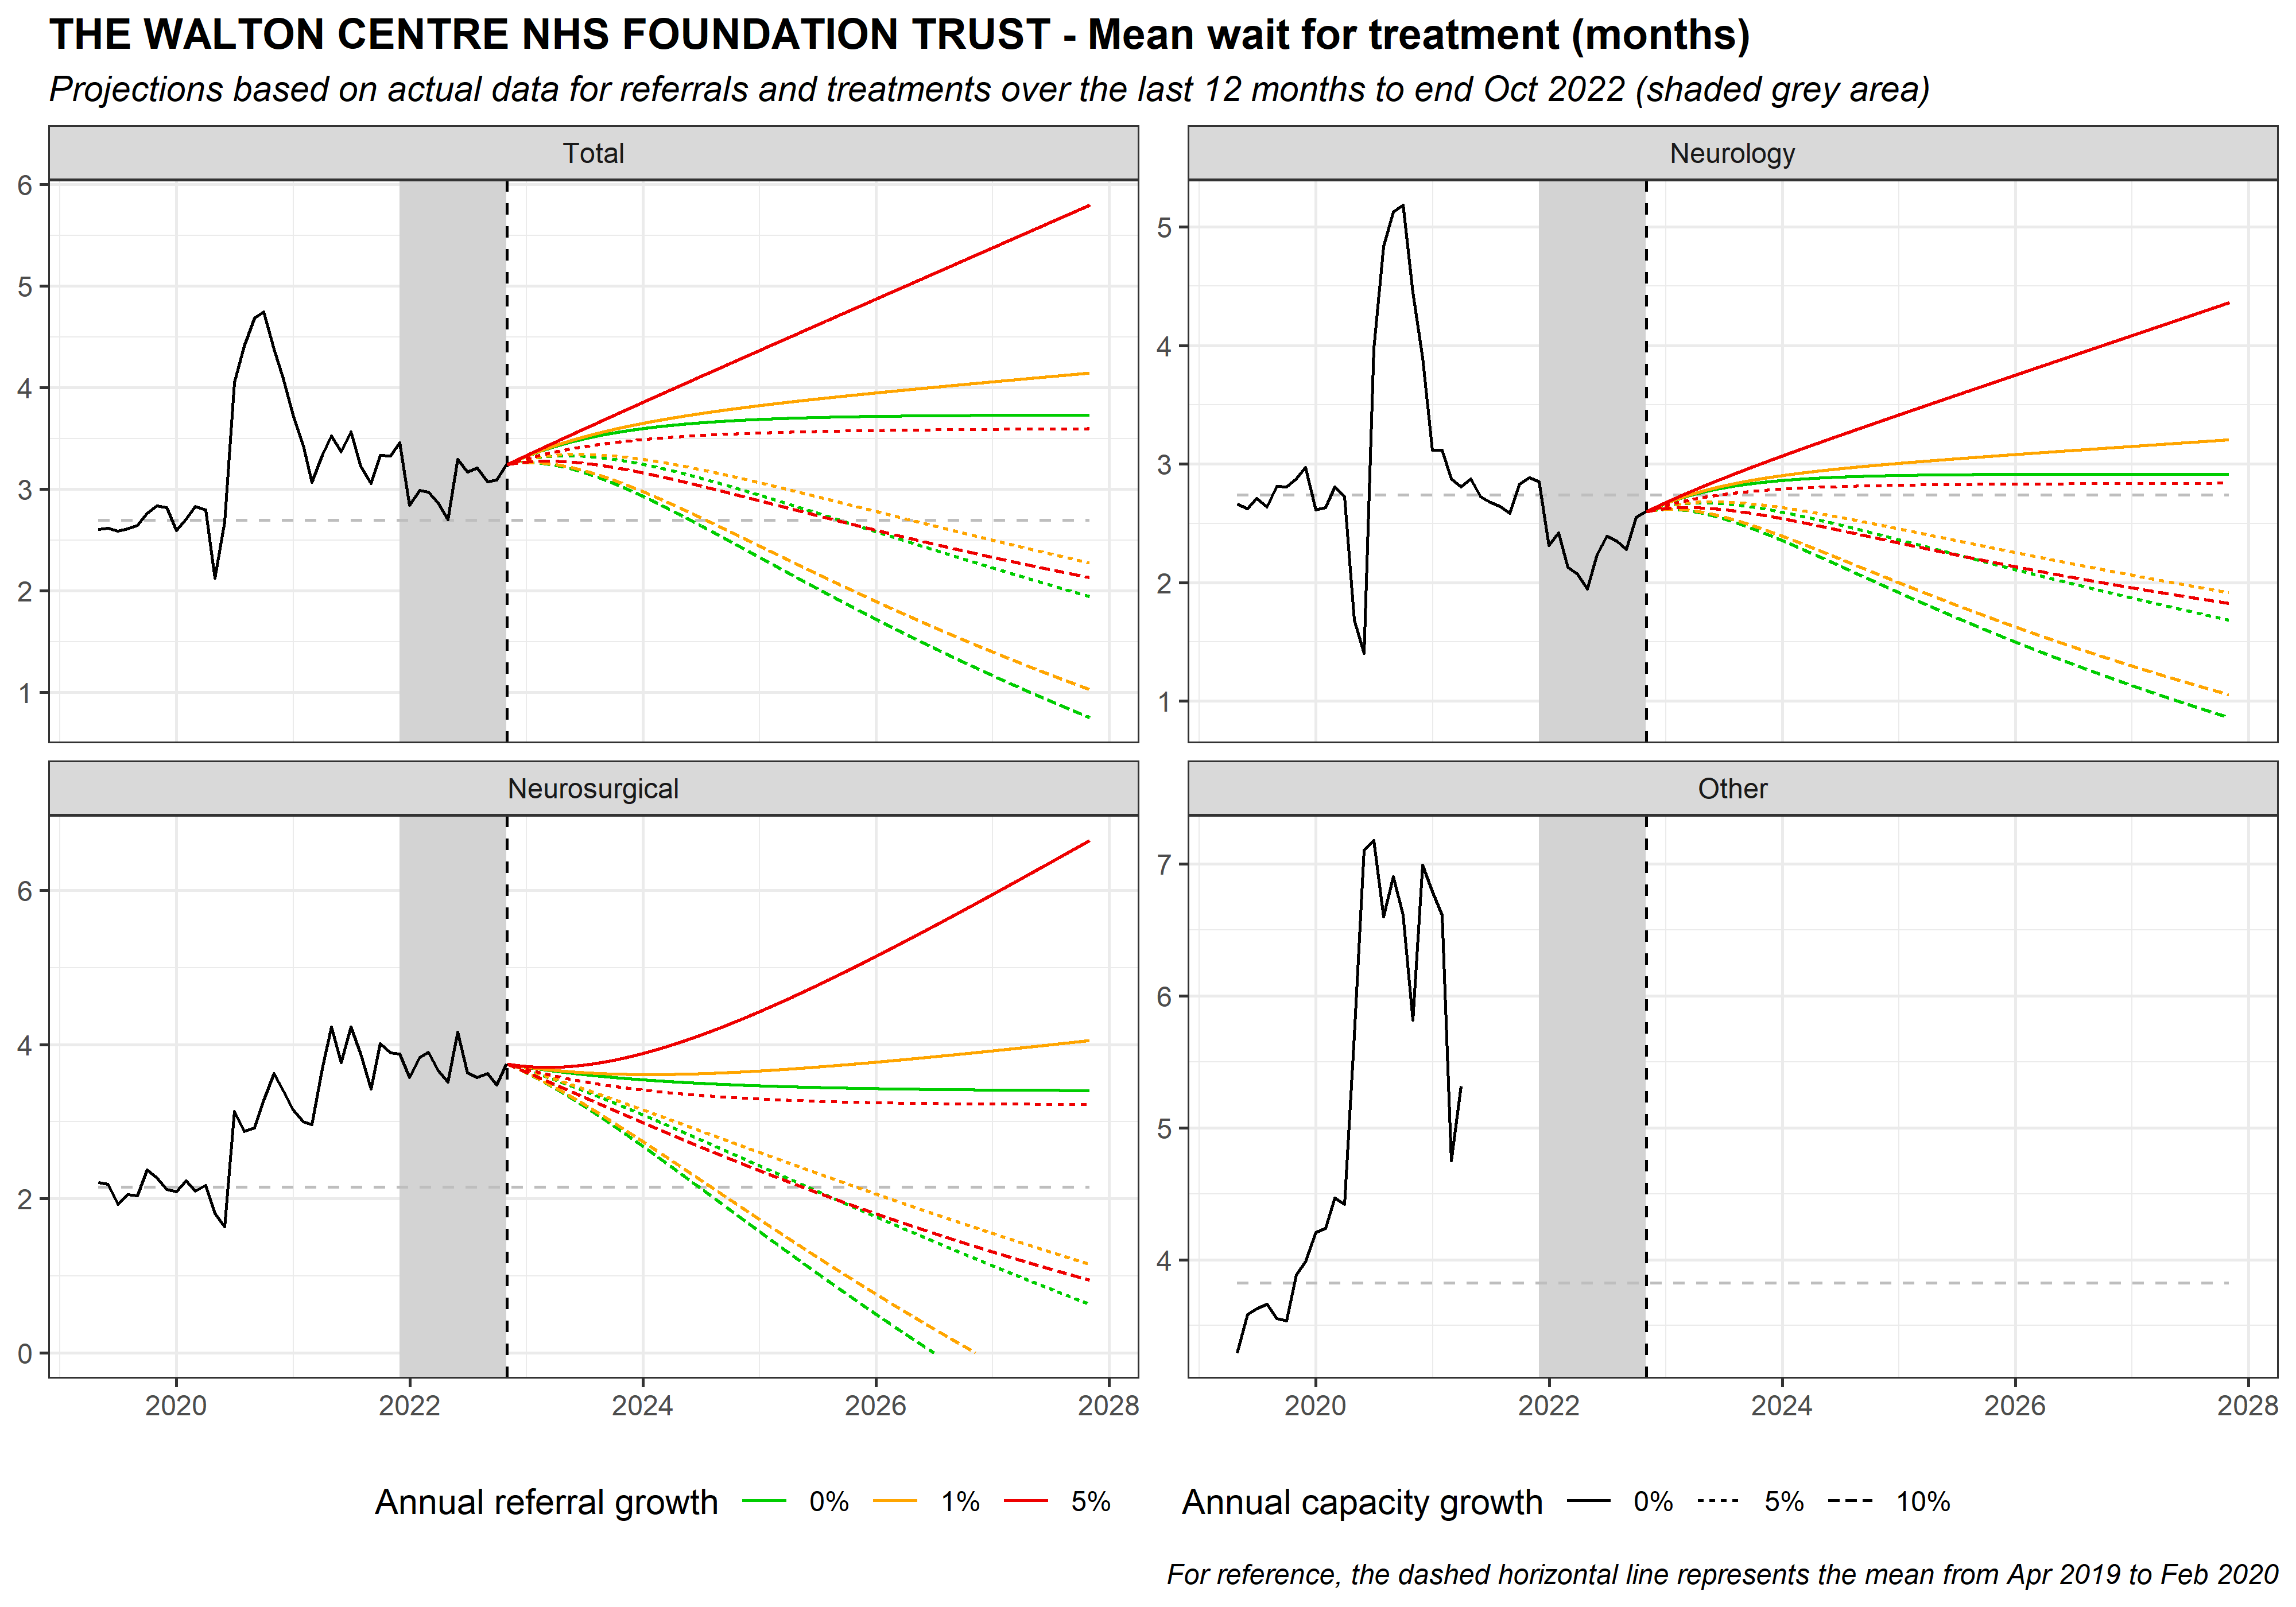 THE WALTON CENTRE NHS FOUNDATION TRUST - Mean wait for treatment (months)
Projections based on actual data for referrals and treatments over the last 12 months to end Oct 2022 (shaded grey area)
Total
6
5
4
3
2
1
Neurology
5
4
3
2
1
Neurosurgical
6
4
2
0
2020 2022 2024 2026 2028
Other
7
6
5
4
2020 2022 2024 2026 2028
Annual referral growth 0% 1% 5%
Annual capacity growth 0% 5% 10%
For reference, the dashed horizontal line represents the mean from Apr 2019 to Feb 2020